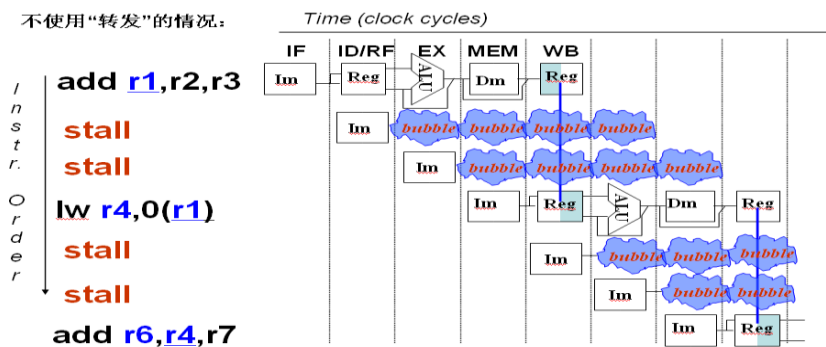 不使用“转发”的情况：
Time (clock cycles)
IF ID/RF EX MEM WB
Instr. Order
add r1,r2,r3
Im Reg ALU Dm Reg
stall
Im bubble bubble bubble bubble
stall
Im bubble bubble bubble bubble
lw r4,0(r1)
Im Reg ALU Dm Reg
stall
Im bubble bubble bubble
stall
Im bubble bubble
add r6,r4,r7
Im Reg